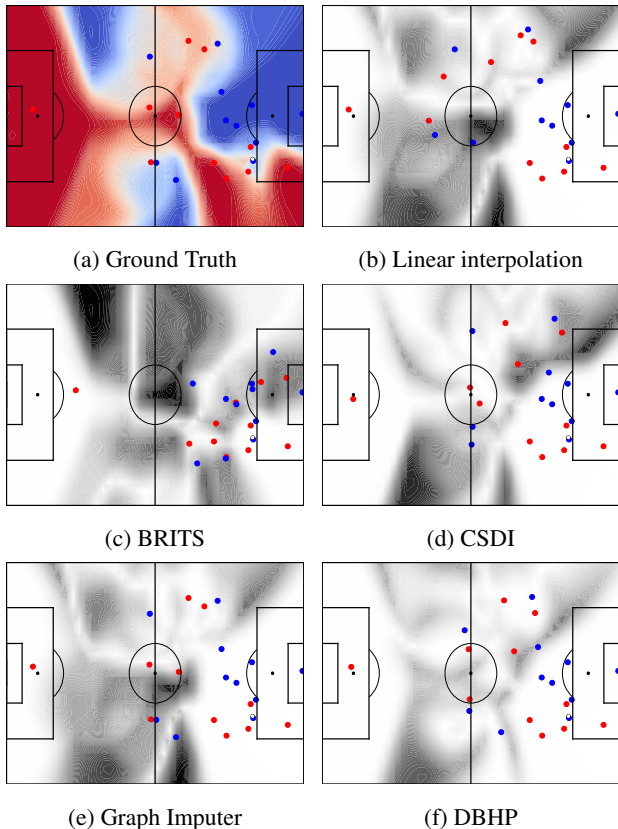 (a) Ground Truth
(b) Linear interpolation
(c) BRITS
(d) CSDI
(e) Graph Imputer
(f) DBHP